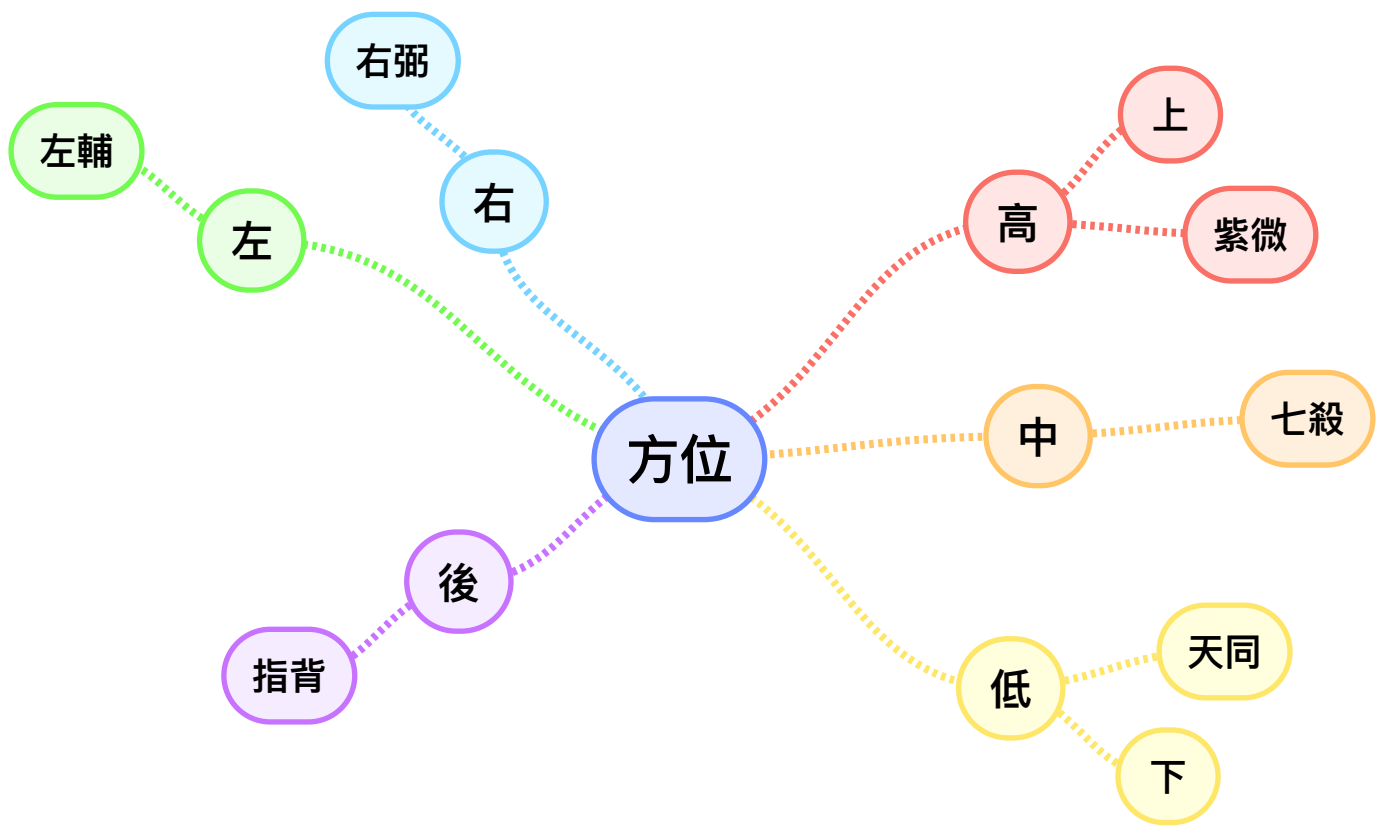 方位
高
上
紫微
中
七殺
低
天同
下
右
右弼
左
左輔
後
指背